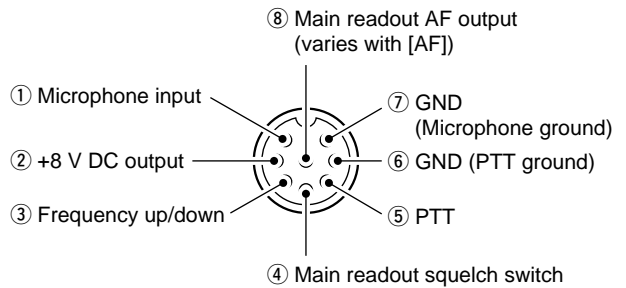 ⑧ Main readout AF output
(varies with [AF])
① Microphone input
⑦ GND
(Microphone ground)
② +8 V DC output
⑥ GND (PTT ground)
③ Frequency up/down
⑤ PTT
④ Main readout squelch switch